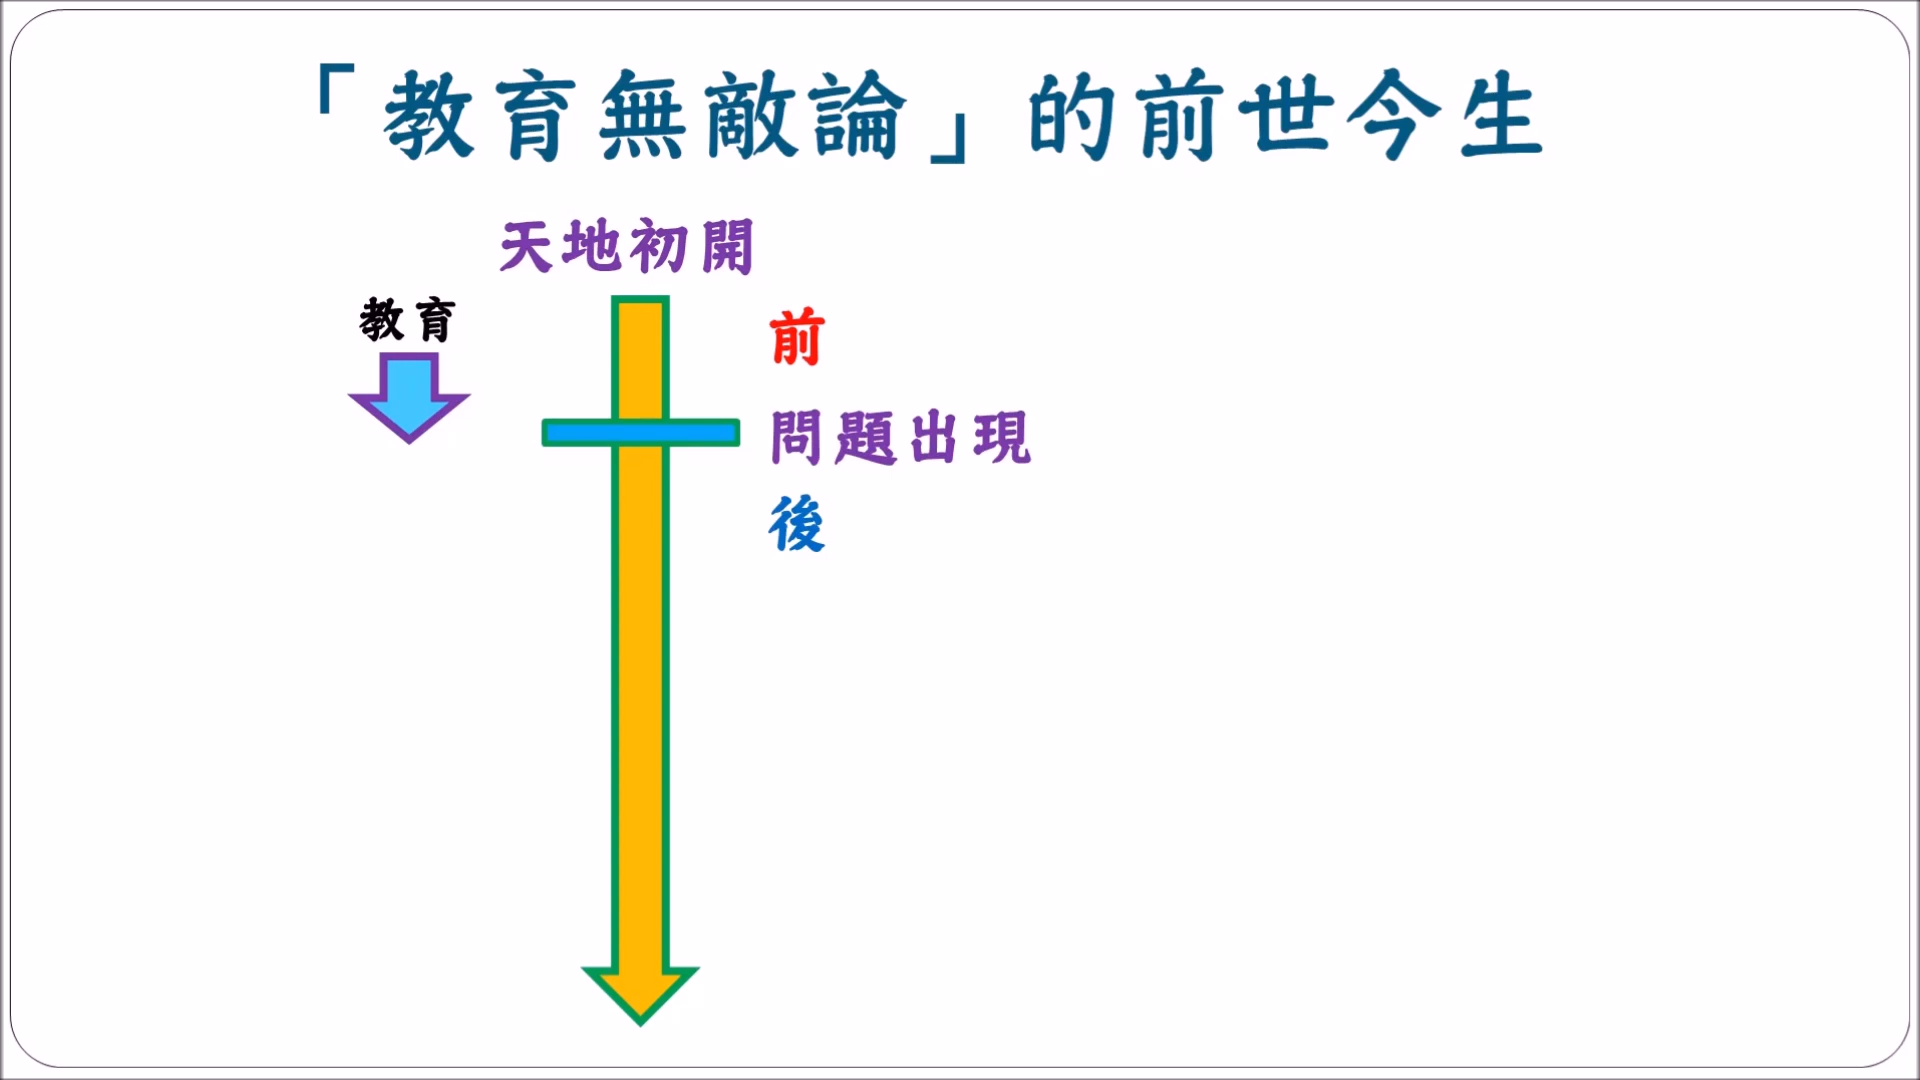 「教育無敵論」的前世今生
天地初開
教育
前
問題出現
後